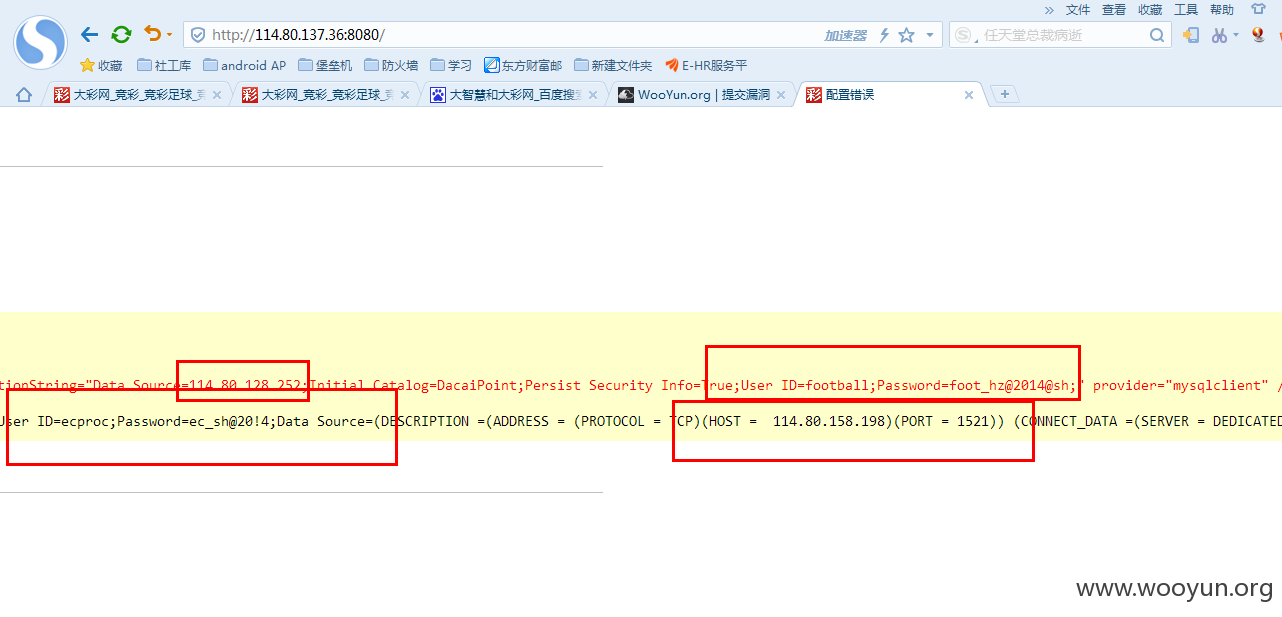 » 文件 查看 收藏 工具 帮助
http://114.80.137.36:8080/ 加速器 任天堂总裁病逝
收藏 社工库 android AP 堡垒机 防火墙 学习 东方财富邮 新建文件夹 E-HR服务平
大彩网_竞彩_竞彩足球_竞 大彩网_竞彩_竞彩足球_竞 大智慧和大彩网_百度搜索 WooYun.org | 提交漏洞 配置错误
tionString="Data Source=114.80.128.252;Initial Catalog=DacaiPoint;Persist Security Info=True;User ID=football;Password=foot_hz@2014@sh;" provider="mysqlclient" /
User ID=ecproc;Password=ec_sh@20!4;Data Source=(DESCRIPTION =(ADDRESS = (PROTOCOL = TCP)(HOST = 114.80.158.198)(PORT = 1521)) (CONNECT_DATA =(SERVER = DEDICATED
www.wooyun.org